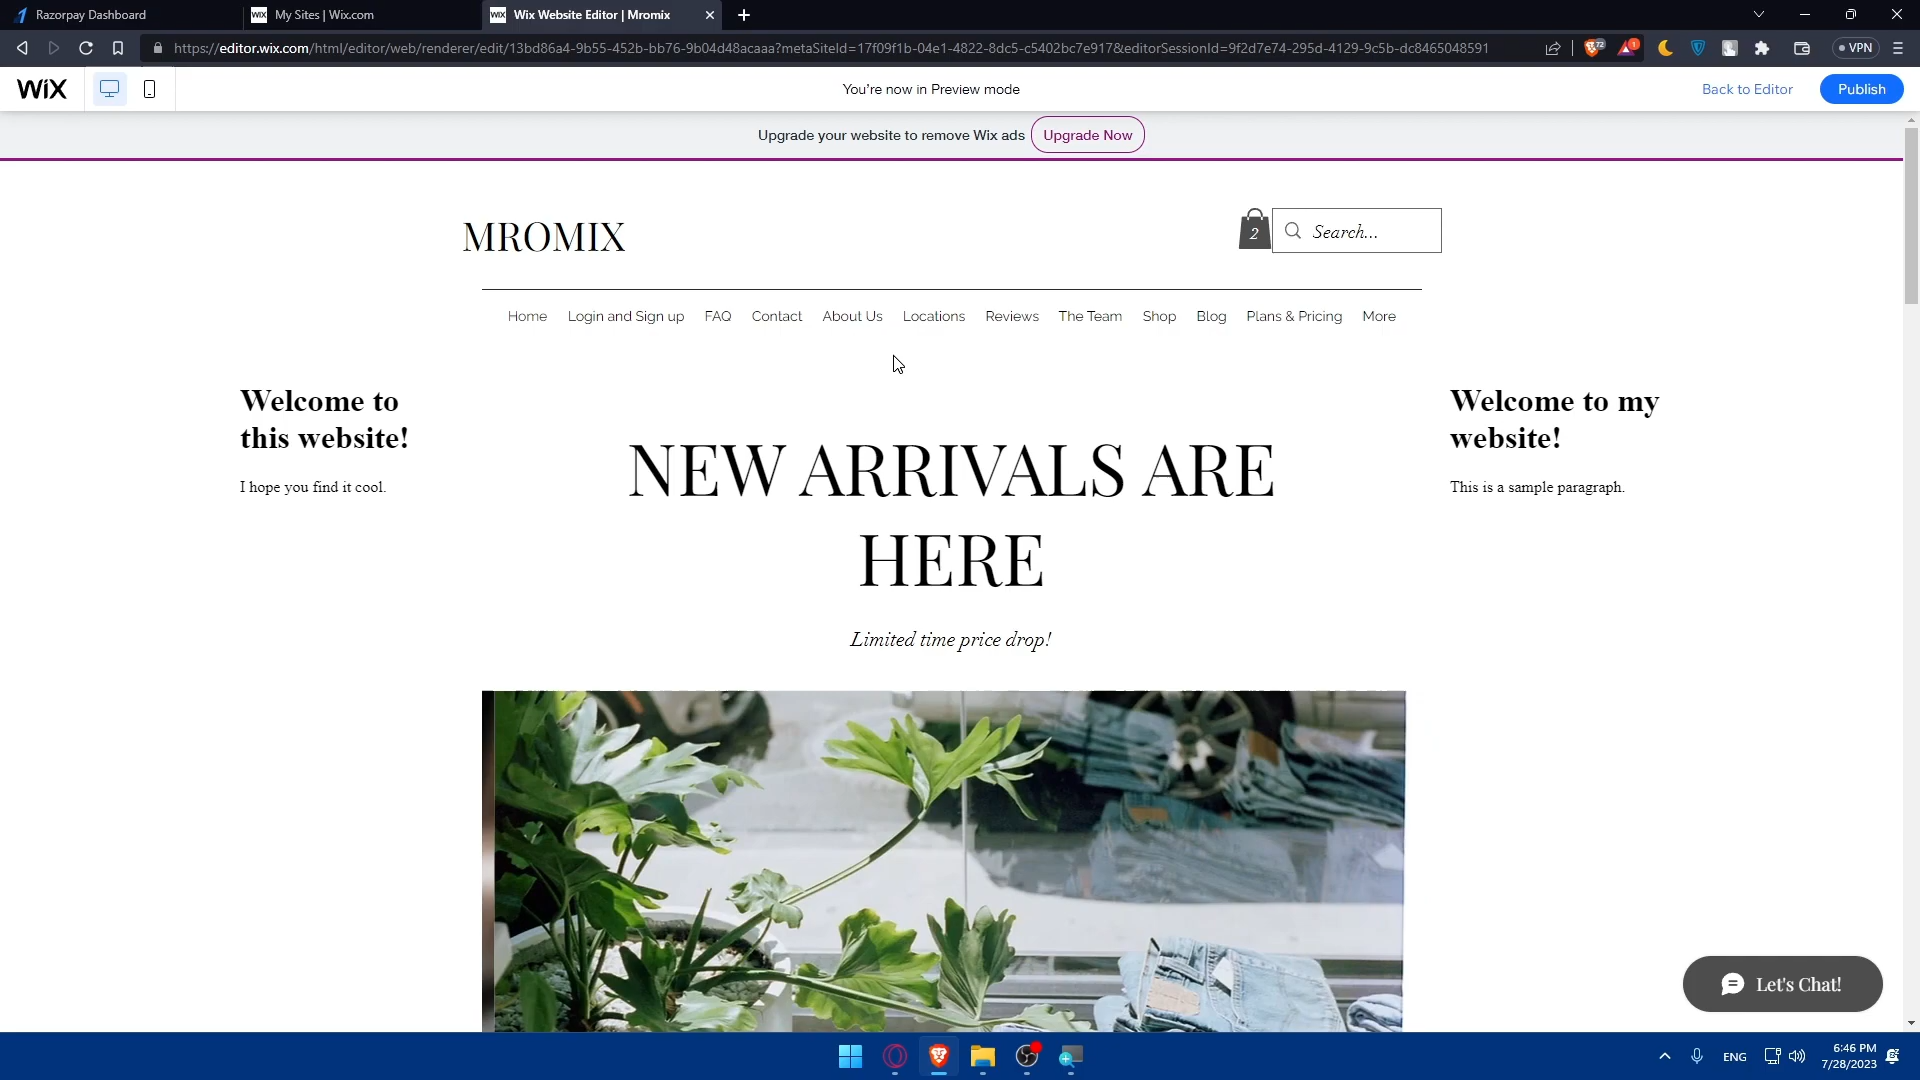 Razorpay Dashboard
WIX My Sites | Wix.com
WIX Wix Website Editor | Mromix
https://editor.wix.com/html/editor/web/renderer/edit/13bd86a4-9b55-452b-bb76-9b04d48acaaa?metaSiteId=17f09f1b-04e1-4822-8dc5-c5402bc7e917&editorSessionId=9f2d7e74-295d-4129-9c5b-dc8465048591
72
1
VPN
WIX
You're now in Preview mode
Back to Editor
Publish
Upgrade your website to remove Wix ads
Upgrade Now
MROMIX
2
Search...
Home Login and Sign up FAQ Contact About Us Locations Reviews The Team Shop Blog Plans & Pricing More
Welcome to
this website!
I hope you find it cool.
NEW ARRIVALS ARE
HERE
Limited time price drop!
Welcome to my
website!
This is a sample paragraph.
Let's Chat!
ENG
6:46 PM
7/28/2023